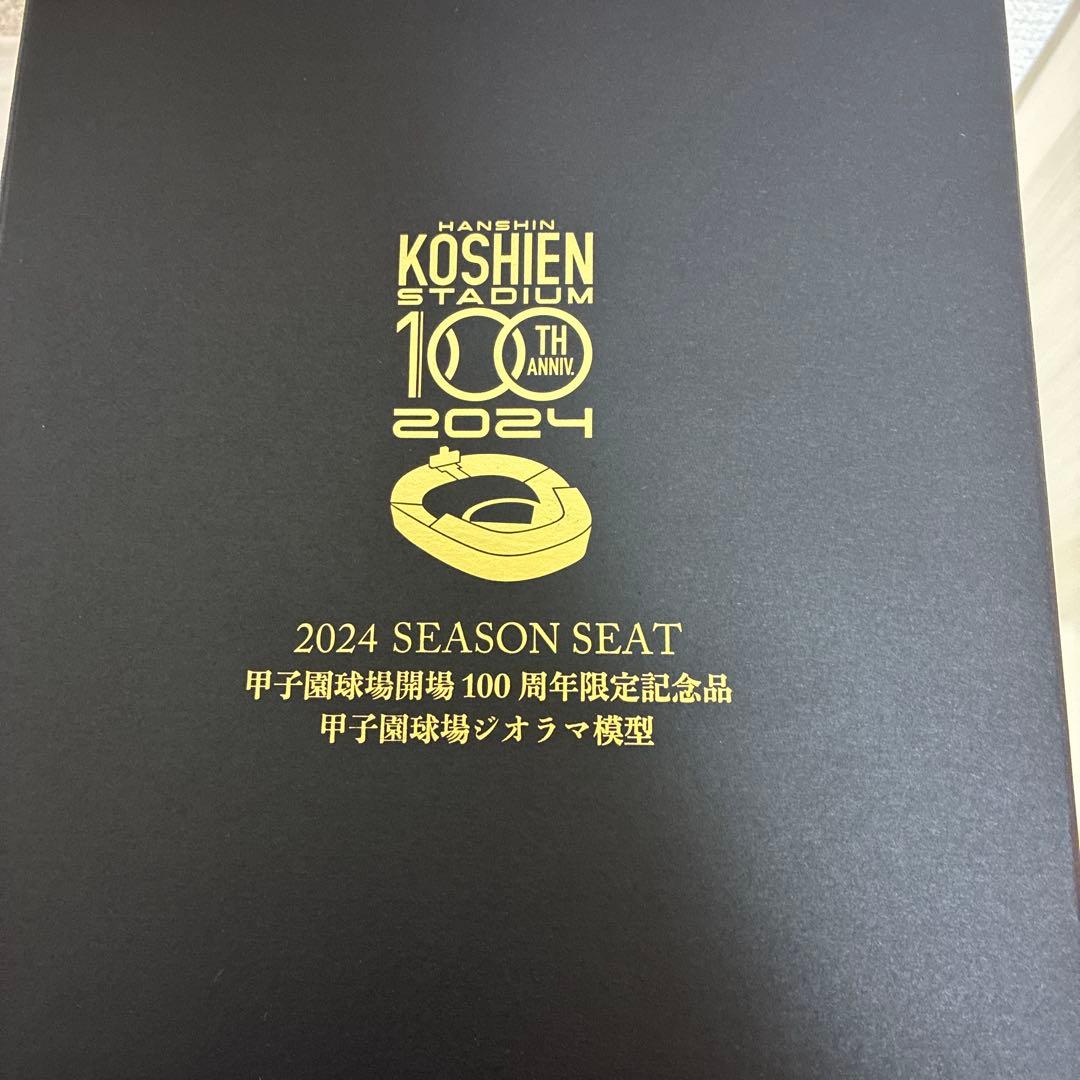 HANSHIN
KOSHIEN
STADIUM
100TH
ANNIV.
2024
2024 SEASON SEAT
甲子園球場開場100周年限定記念品
甲子園球場ジオラマ模型